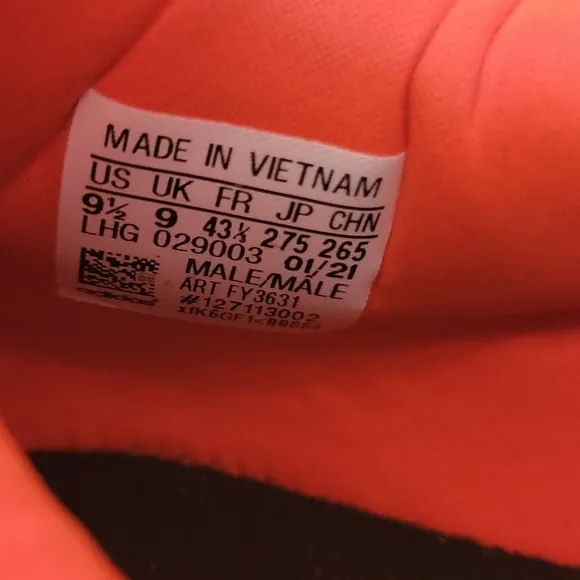 MADE IN VIETNAM
US UK FR JP CHN
9½ 9 43⅓ 275 265
LHG 029003 01/21
MALE/MÂLE
ART FY3631
#127113002
adidas